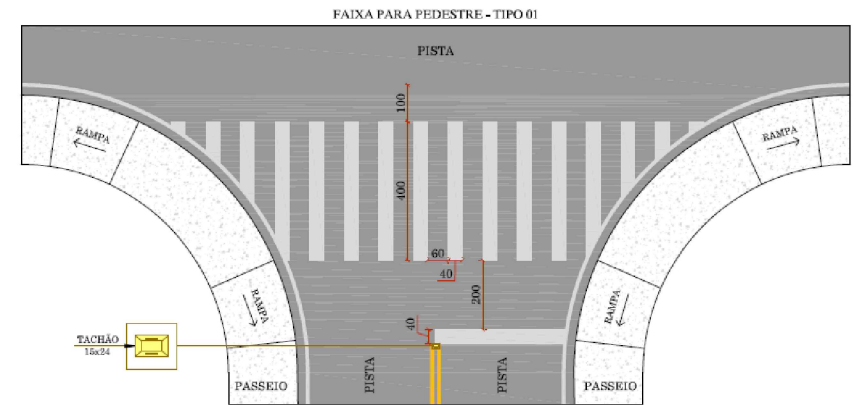 FAIXA PARA PEDESTRE - TIPO 01
PISTA
100
RAMPA
RAMPA
400
60
40
200
RAMPA
RAMPA
40
TACHÃO
15x24
PISTA
PISTA
PASSEIO
PASSEIO